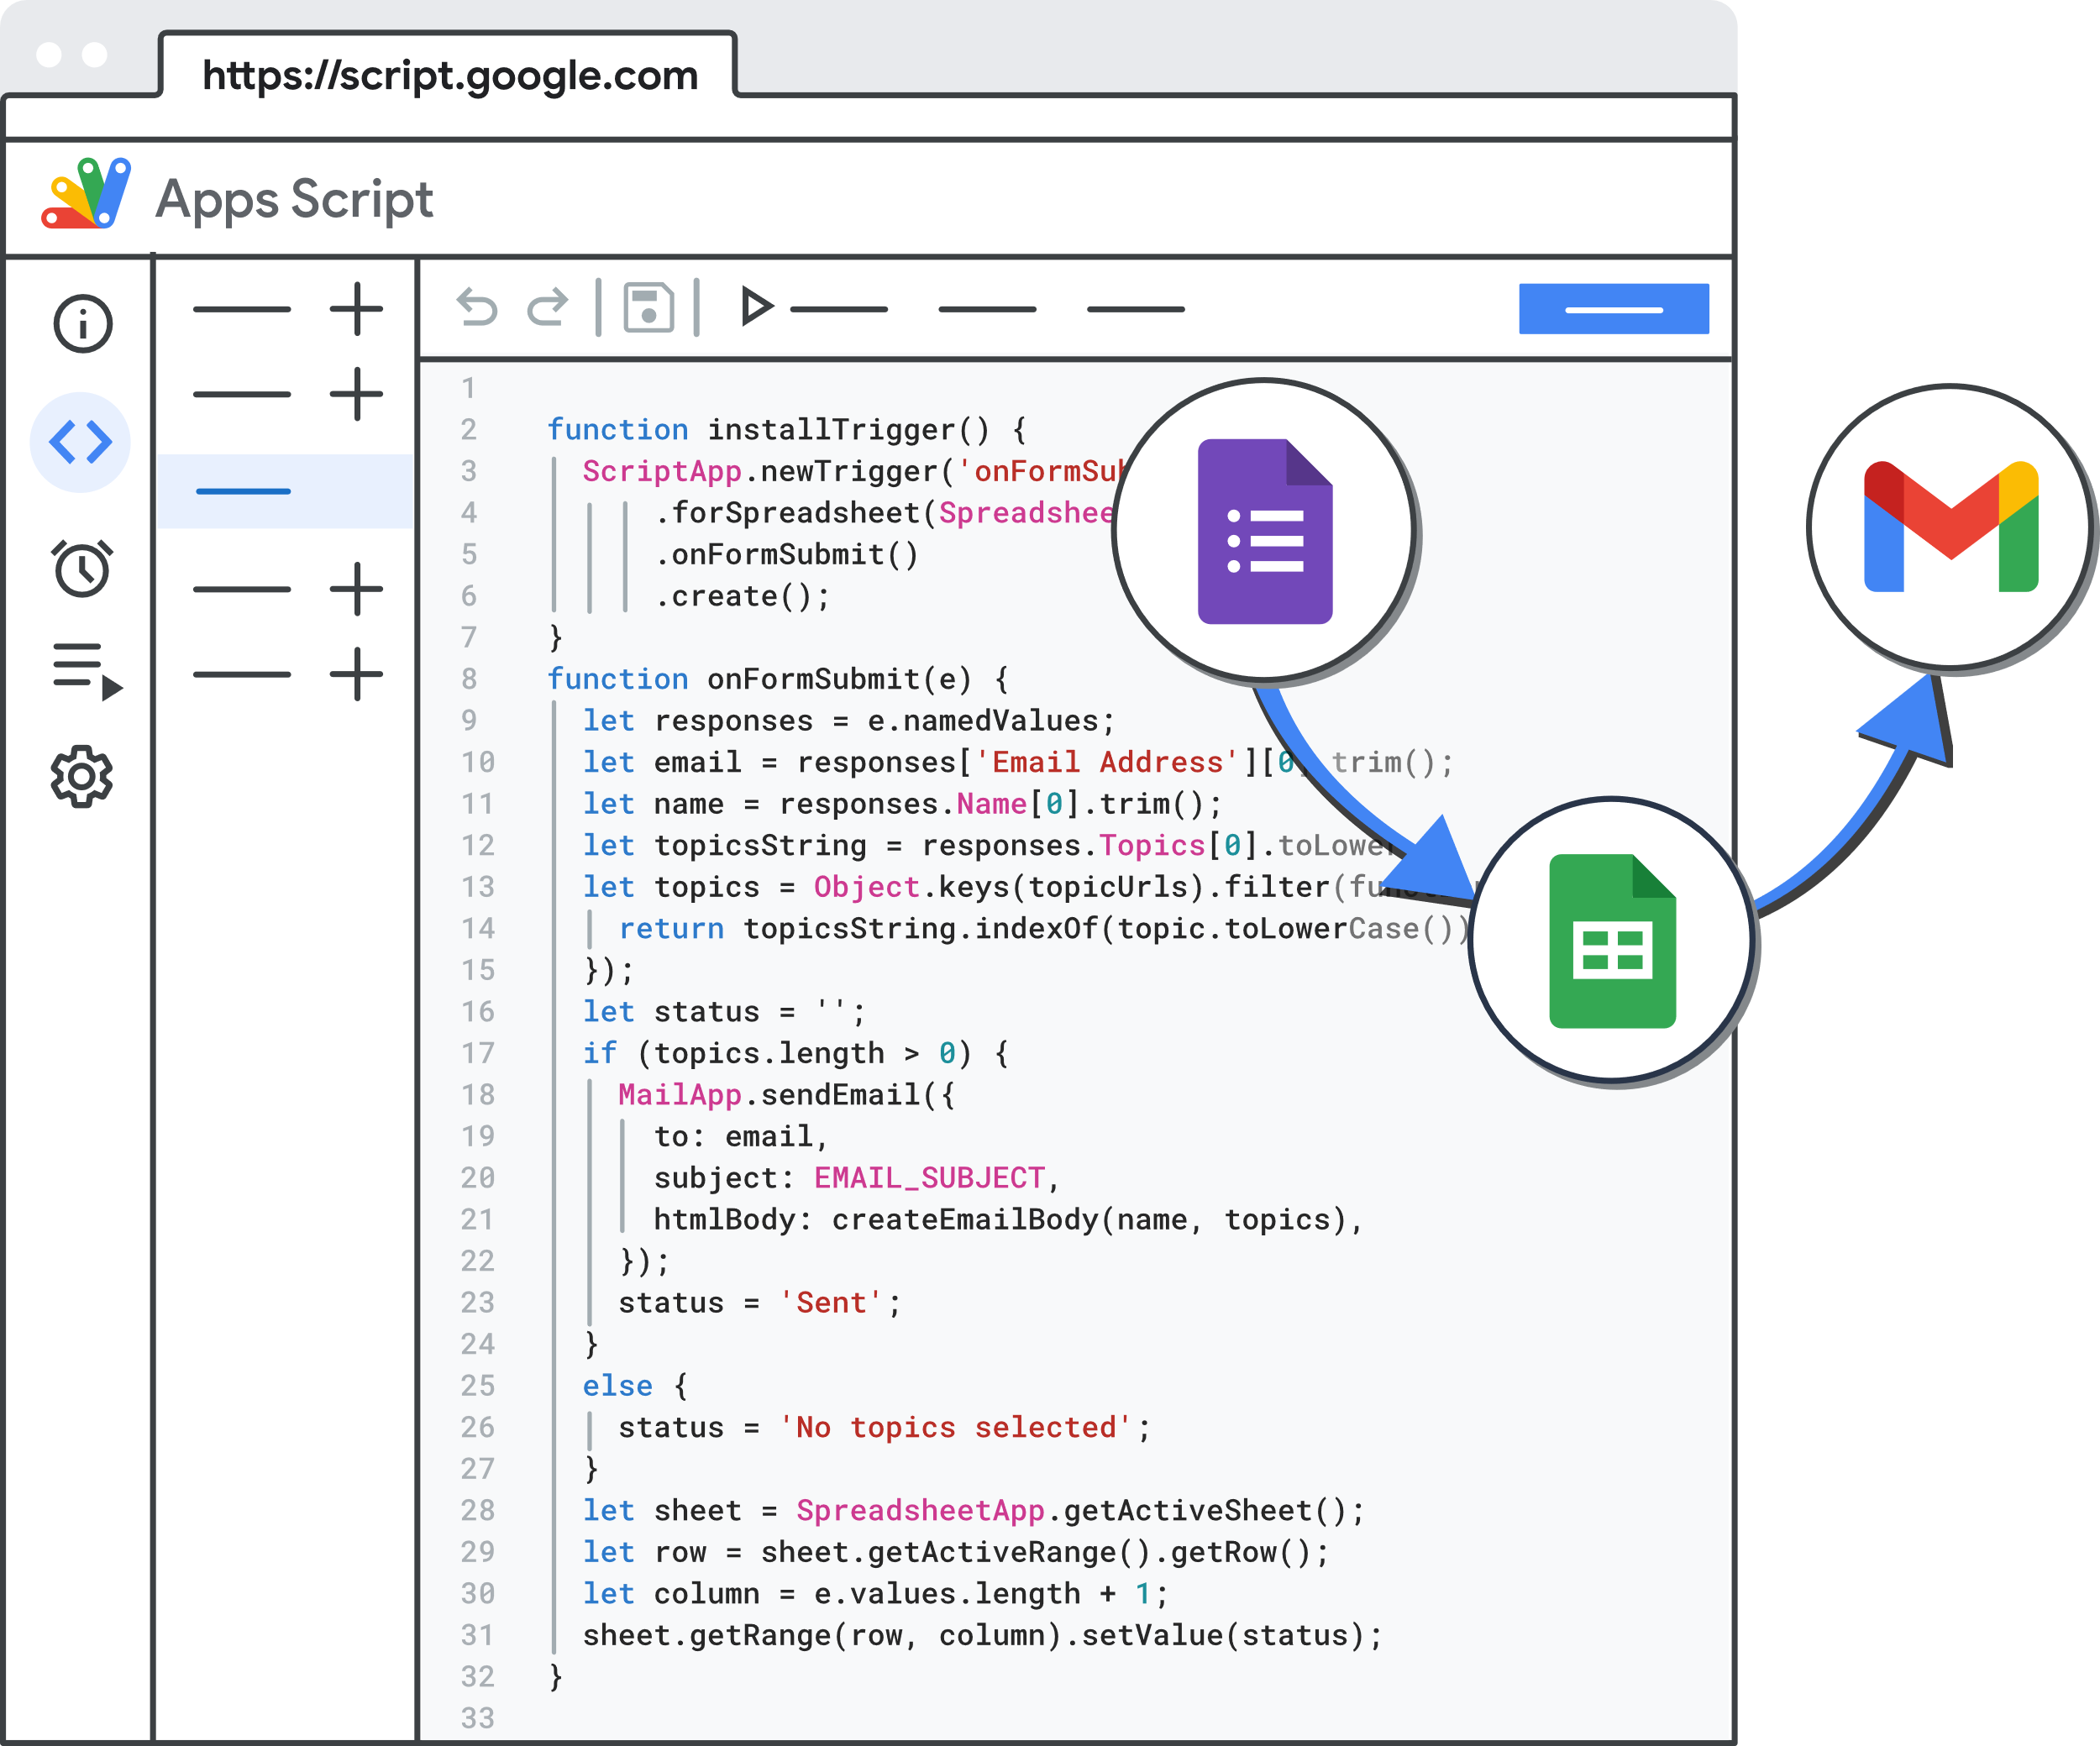 https://script.google.com
Apps Script
1
2 function installTrigger() {
3 ScriptApp.newTrigger('onFormSu
4 .forSpreadsheet(Spreadshee
5 .onFormSubmit()
6 .create();
7 }
8 function onFormSubmit(e) {
9 let responses = e.namedValues;
10 let email = responses['Email Address'][0 trim();
11 let name = responses.Name[0].trim();
12 let topicsString = responses.Topics[0].toLower
13 let topics = Object.keys(topicUrls).filter(
14 return topicsString.indexOf(topic.toLowerCase())
15 });
16 let status = '';
17 if (topics.length > 0) {
18 MailApp.sendEmail({
19 to: email,
20 subject: EMAIL_SUBJECT,
21 htmlBody: createEmailBody(name, topics),
22 });
23 status = 'Sent';
24 }
25 else {
26 status = 'No topics selected';
27 }
28 let sheet = SpreadsheetApp.getActiveSheet();
29 let row = sheet.getActiveRange().getRow();
30 let column = e.values.length + 1;
31 sheet.getRange(row, column).setValue(status);
32 }
33